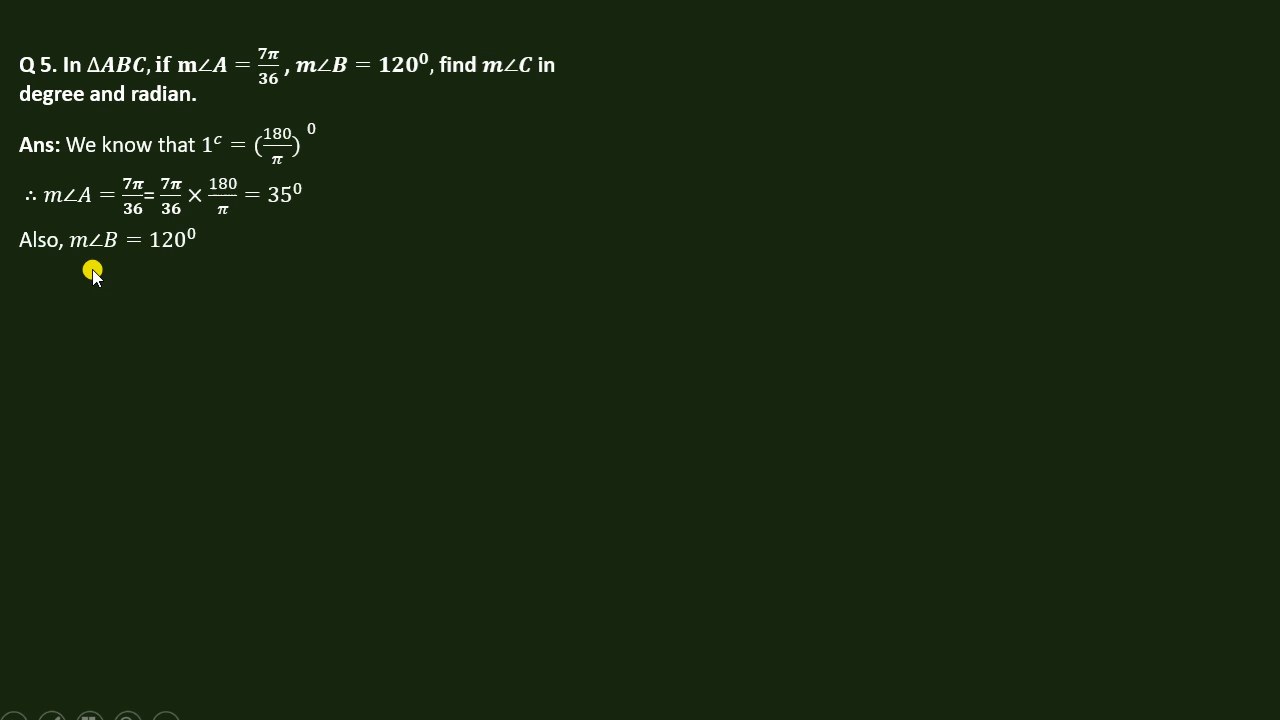 Q 5. In ΔABC, if m∠A = 7π/36 , m∠B = 120⁰, find m∠C in
degree and radian.
Ans: We know that 1ᶜ = (180/π) ⁰
∴ m∠A = 7π/36= 7π/36 × 180/π = 35⁰
Also, m∠B = 120⁰